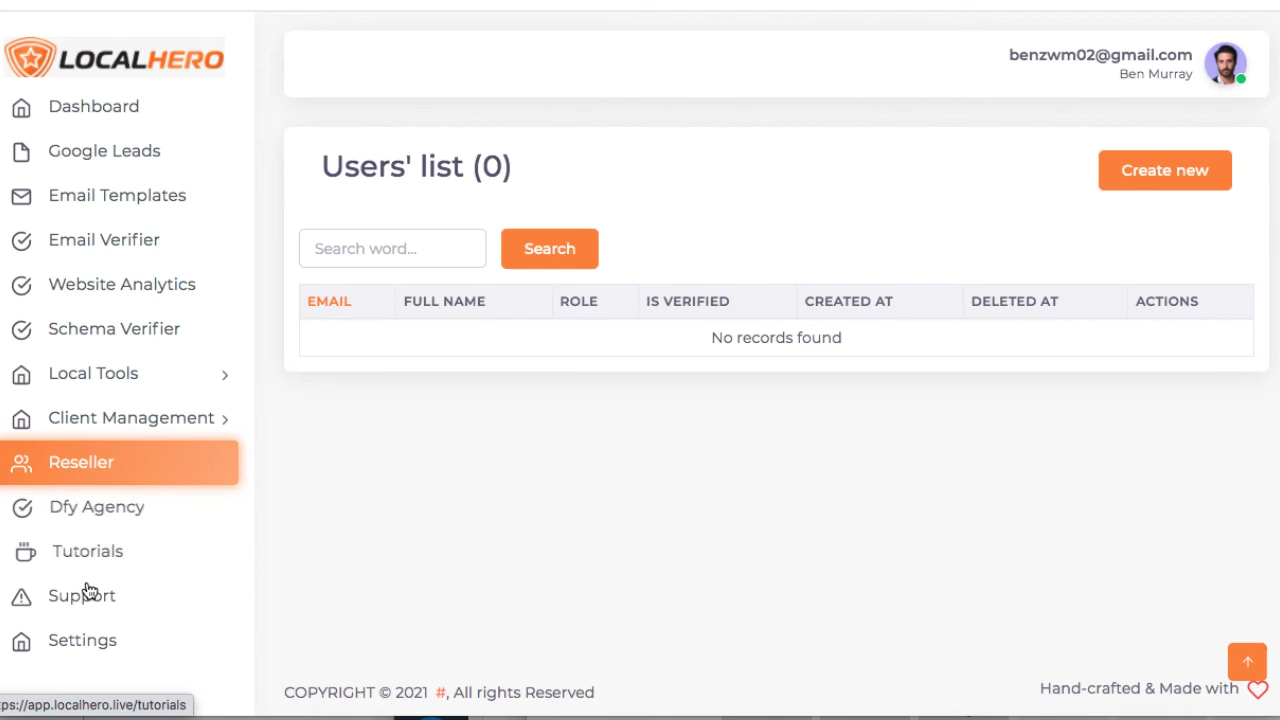 LOCALHERO
Dashboard
Google Leads
Email Templates
Email Verifier
Website Analytics
Schema Verifier
Local Tools
Client Management
Reseller
Dfy Agency
Tutorials
Support
Settings
ps://app.localhero.live/tutorials
benzwm02@gmail.com
Ben Murray
Users' list (0)
Create new
Search word...
Search
EMAIL FULL NAME ROLE IS VERIFIED CREATED AT DELETED AT ACTIONS
No records found
COPYRIGHT © 2021 #, All rights Reserved
Hand-crafted & Made with